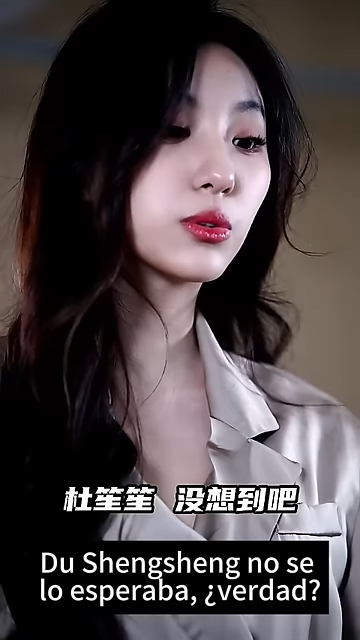 杜笙笙 没想到吧
Du Shengsheng no se
lo esperaba, ¿verdad?